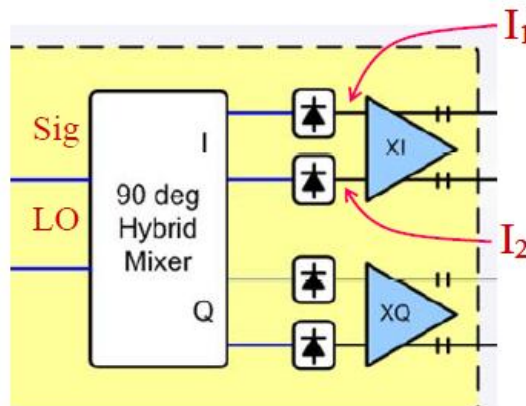 I₁
Sig
I
XI
LO
90 deg
Hybrid
Mixer
I₂
Q
XQ